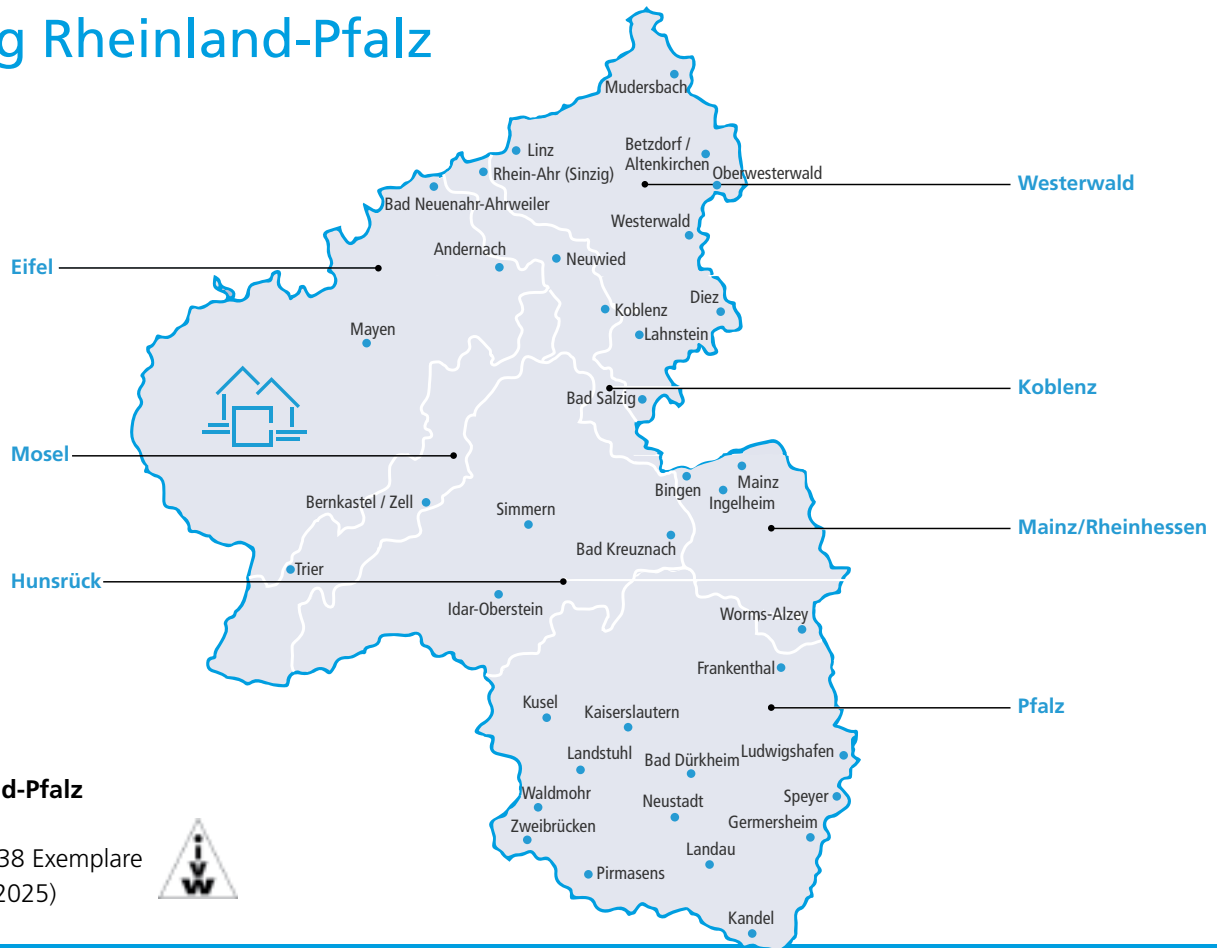 g Rheinland-Pfalz
Mudersbach
Linz
Betzdorf /
Altenkirchen
Rhein-Ahr (Sinzig)
Oberwesterwald
Westerwald
Bad Neuenahr-Ahrweiler
Westerwald
Andernach
Neuwied
Eifel
Diez
Koblenz
Mayen
Lahnstein
Koblenz
Bad Salzig
Mosel
Mainz
Bingen
Ingelheim
Bernkastel / Zell
Simmern
Mainz/Rheinhessen
Bad Kreuznach
Trier
Hunsrück
Idar-Oberstein
Worms-Alzey
Frankenthal
Kusel
Kaiserslautern
Pfalz
Landstuhl
Bad Dürkheim
Ludwigshafen
d-Pfalz
Waldmohr
Neustadt
Speyer
Zweibrücken
Germersheim
38 Exemplare
Landau
2025)
Pirmasens
Kandel
ivw